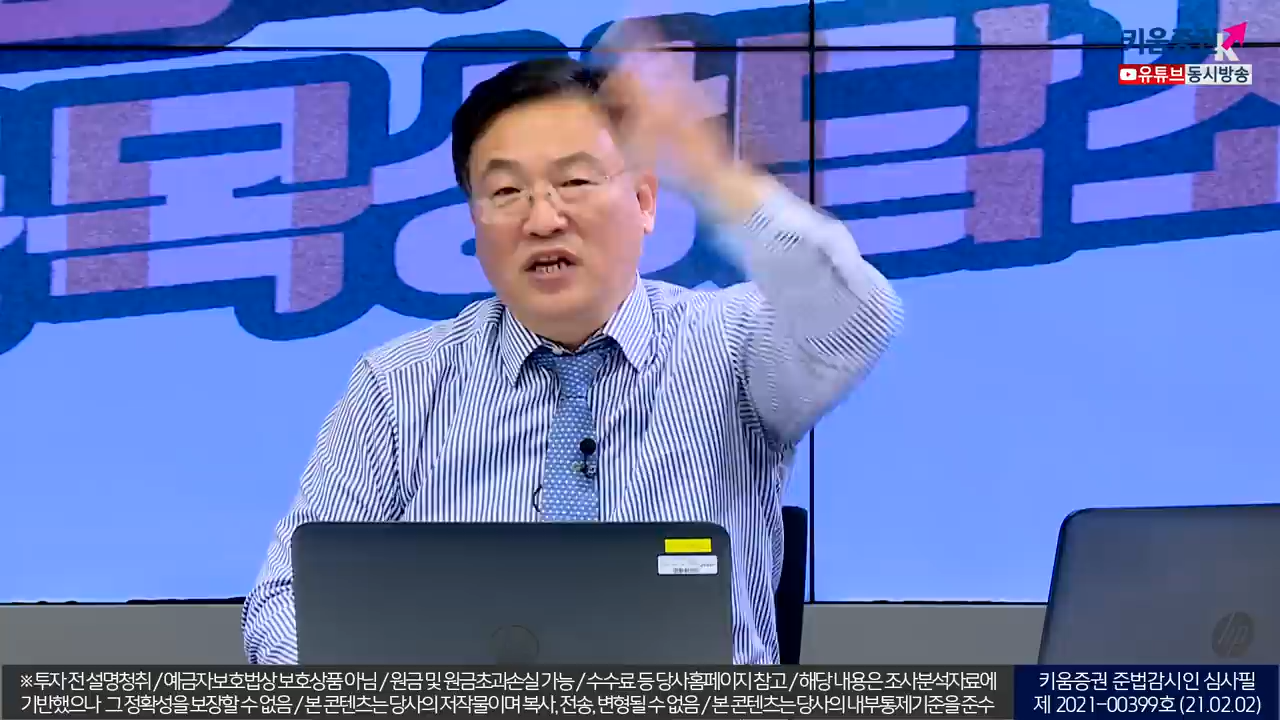 키움증권
유튜브동시방송
※ 투자 전 설명청취 / 예금자보호법상 보호상품 아님 / 원금 및 원금초과손실 가능 / 수수료 등 당사홈페이지 참고 / 해당 내용은 조사분석자료에
기반했으나 그 정확성을 보장할 수 없음 / 본 콘텐츠는 당사의 저작물이며 복사, 전송, 변형될 수 없음 / 본 콘텐츠는 당사의 내부통제기준을 준수
키움증권 준법감시인 심사필
제 2021-00399호 (21.02.02)
hp